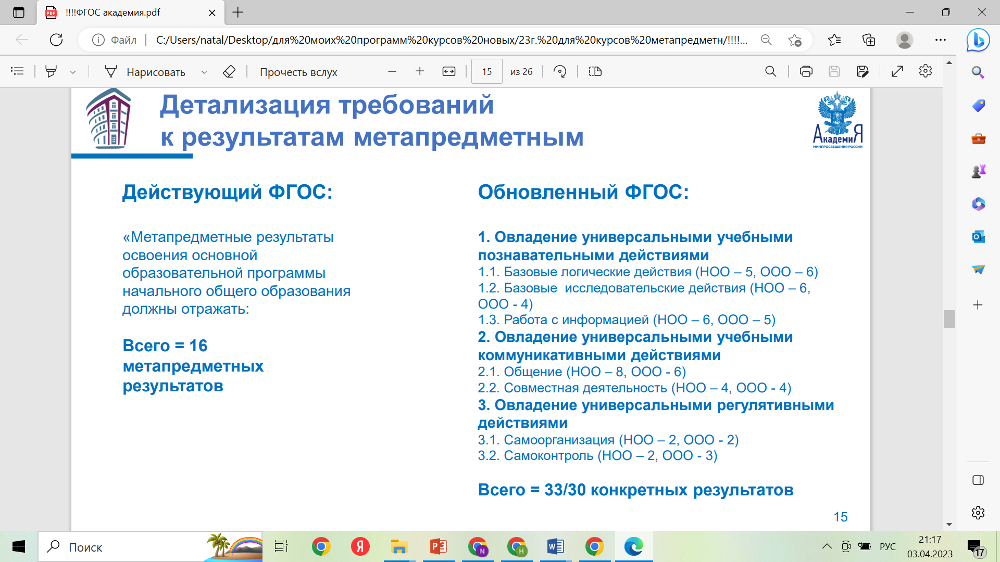 !!!!ФГОС академия.pdf
Файл
C:/Users/natal/Desktop/для%20моих%20программ%20курсов%20новых/23г.%20для%20курсов%20метапредметн/!!!!...
Нарисовать
Прочесть вслух
15
из 26
Детализация требований
к результатам метапредметным
АкадемиЯ
МИНПРОСВЕЩЕНИЯ РОССИИ
Действующий ФГОС:
«Метапредметные результаты
освоения основной
образовательной программы
начального общего образования
должны отражать:
Всего = 16
метапредметных
результатов
Обновленный ФГОС:
1. Овладение универсальными учебными
познавательными действиями
1.1. Базовые логические действия (НОО – 5, ООО – 6)
1.2. Базовые  исследовательские действия (НОО – 6,
ООО - 4)
1.3. Работа с информацией (НОО – 6, ООО – 5)
2. Овладение универсальными учебными
коммуникативными действиями
2.1. Общение (НОО – 8, ООО - 6)
2.2. Совместная деятельность (НОО – 4, ООО - 4)
3. Овладение универсальными регулятивными
действиями
3.1. Самоорганизация (НОО – 2, ООО - 2)
3.2. Самоконтроль (НОО – 2, ООО - 3)
Всего = 33/30 конкретных результатов
15
Поиск
РУС
21:17
03.04.2023
17